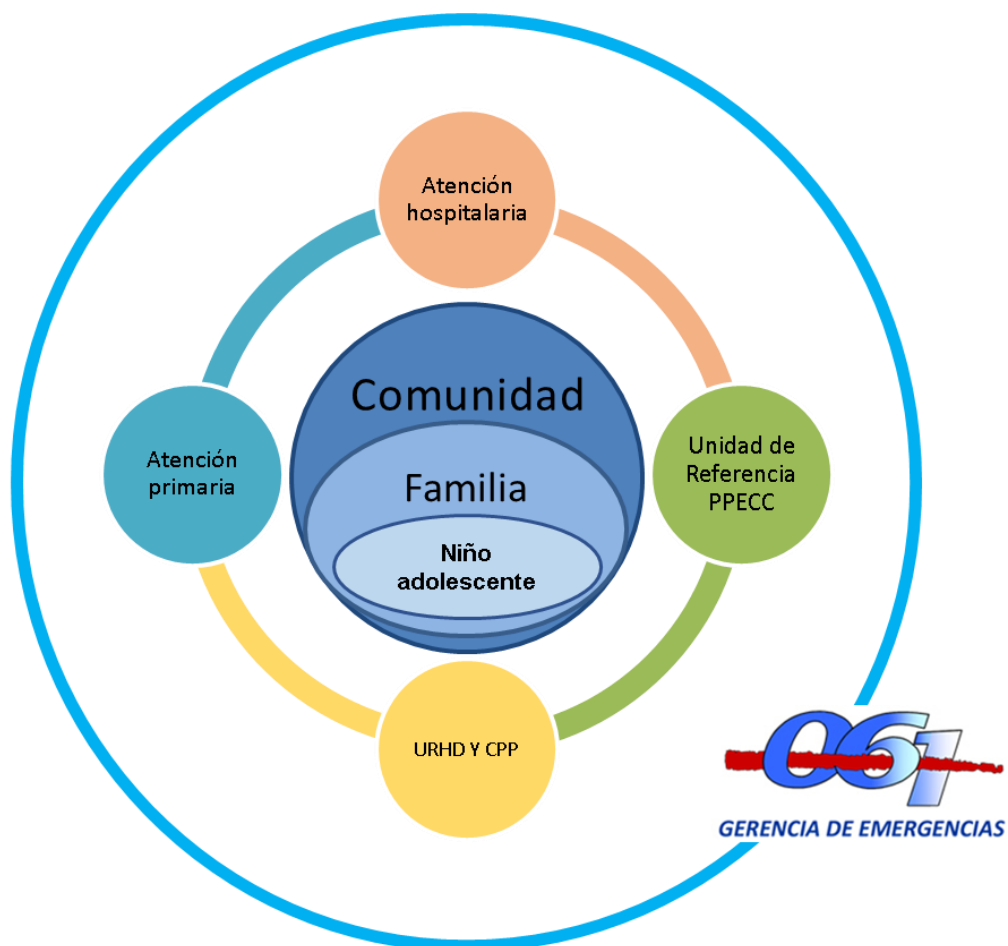 Atención
hospitalaria
Comunidad
Atención
primaria
Familia
Unidad de
Referencia
PPECC
Niño
adolescente
URHD Y CPP
061
GERENCIA DE EMERGENCIAS